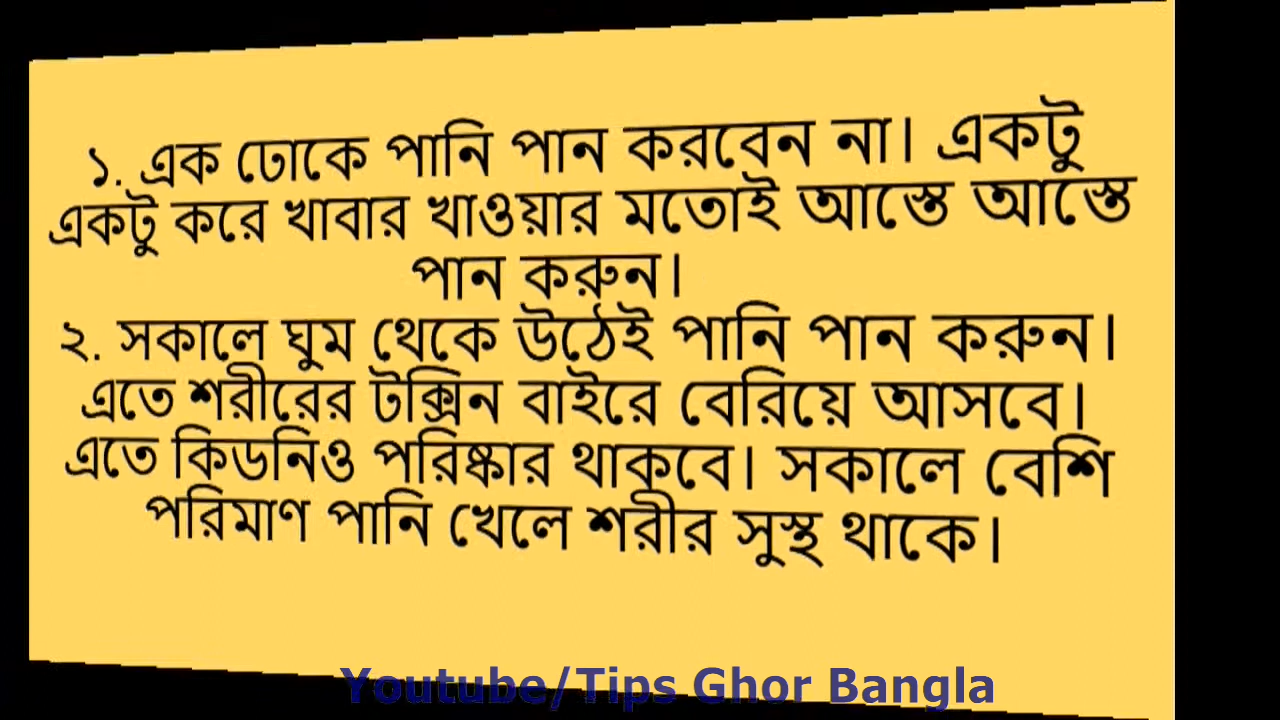 ১. এক ঢোকে পানি পান করবেন না। একটু
একটু করে খাবার খাওয়ার মতোই আস্তে আস্তে
পান করুন।
২. সকালে ঘুম থেকে উঠেই পানি পান করুন।
এতে শরীরের টক্সিন বাইরে বেরিয়ে আসবে।
এতে কিডনিও পরিষ্কার থাকবে। সকালে বেশি
পরিমাণ পানি খেলে শরীর সুস্থ থাকে।
Youtube/Tips Ghor Bangla